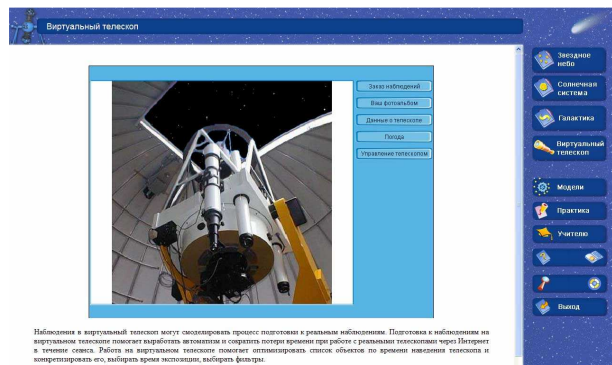 Виртуальный телескоп
Заказ наблюдений
Ваш фотоальбом
Данные о телескопе
Погода
Управление телескопом
Звездное
небо
Солнечная
система
Галактика
Виртуальный
телескоп
Модели
Практика
Учителю
Выход
Наблюдения в виртуальный телескоп могут смоделировать процесс подготовки к реальным наблюдениям. Подготовка к наблюдениям на
виртуальном телескопе помогает выработать автоматизм и сократить потери времени при работе с реальными телескопами через Интернет
в течение сеанса. Работа на виртуальном телескопе помогает оптимизировать список объектов по времени наведения телескопа и
конкретизировать его, выбирать время экспозиции, выбирать фильтры.